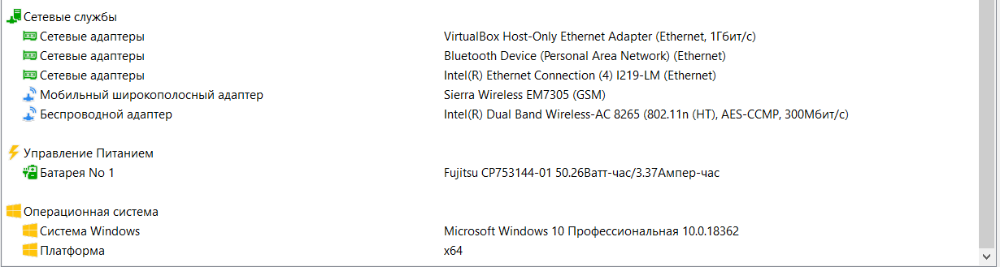 Сетевые службы
Сетевые адаптеры VirtualBox Host-Only Ethernet Adapter (Ethernet, 1Гбит/с)
Сетевые адаптеры Bluetooth Device (Personal Area Network) (Ethernet)
Сетевые адаптеры Intel(R) Ethernet Connection (4) I219-LM (Ethernet)
Мобильный широкополосный адаптер Sierra Wireless EM7305 (GSM)
Беспроводной адаптер Intel(R) Dual Band Wireless-AC 8265 (802.11n (HT), AES-CCMP, 300Мбит/с)
Управление Питанием
Батарея No 1 Fujitsu CP753144-01 50.26Ватт-час/3.37Ампер-час
Операционная система
Система Windows Microsoft Windows 10 Профессиональная 10.0.18362
Платформа x64